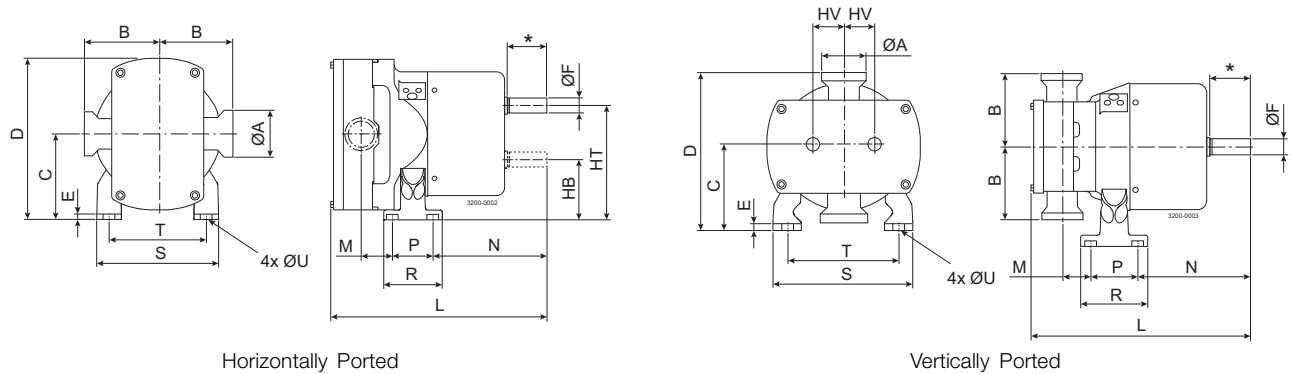 B B
D
C
E
ØA
T
S
4x ØU
*
ØF
HT
HB
3200-0002
M P N
R
L
Horizontally Ported
HV HV
ØA
D
C
E
T
S
4x ØU
*
ØF
B
B
3200-0003
M P N
R
L
Vertically Ported